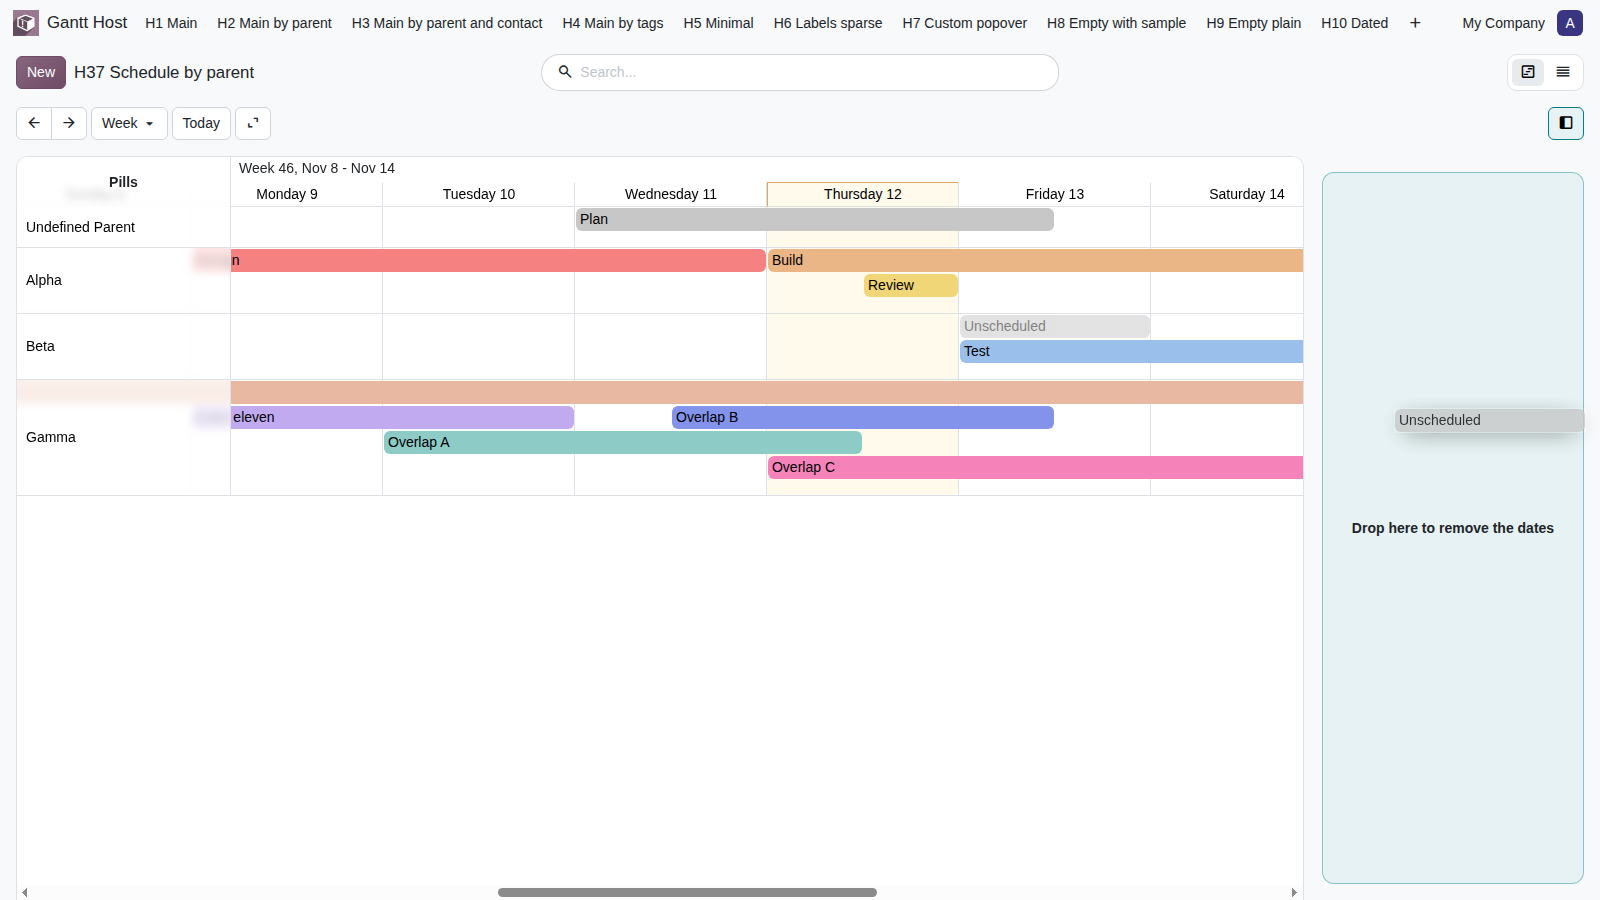 Gantt Host H1 Main H2 Main by parent H3 Main by parent and contact H4 Main by tags H5 Minimal H6 Labels sparse H7 Custom popover H8 Empty with sample H9 Empty plain H10 Dated + My Company A
New H37 Schedule by parent Search...
Week Today
Week 46, Nov 8 - Nov 14
Pills
Monday 9 Tuesday 10 Wednesday 11 Thursday 12 Friday 13 Saturday 14
Undefined Parent Plan
Alpha n Build
Review
Beta Unscheduled
Test
Gamma eleven Overlap B
Overlap A
Overlap C
Unscheduled
Drop here to remove the dates